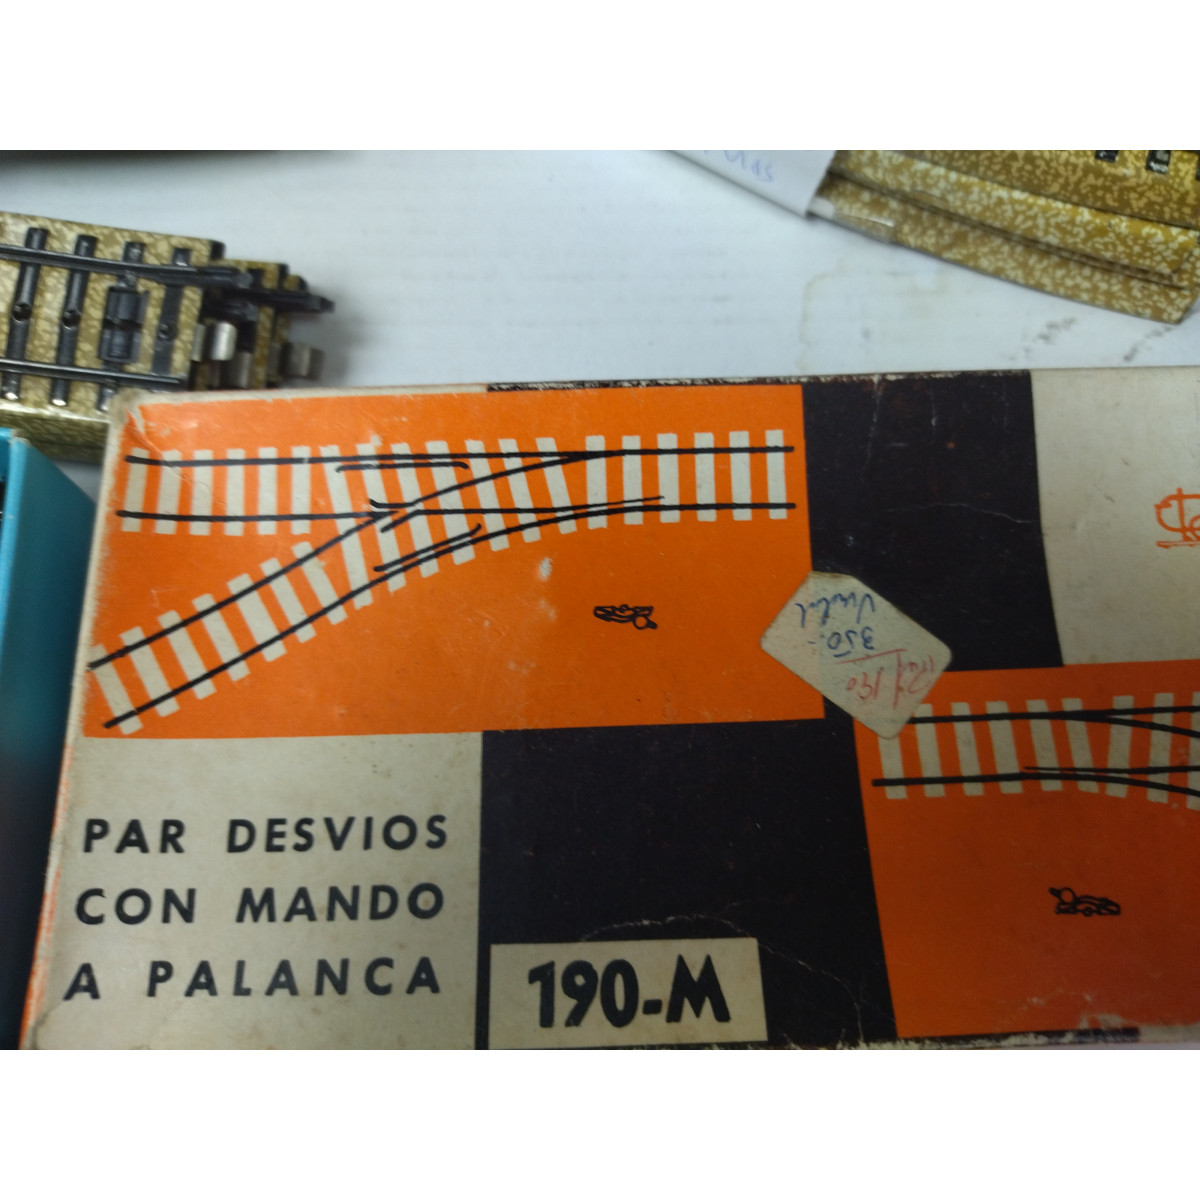 PAR DESVIOS
CON MANDO
A PALANCA
190-M
350.-